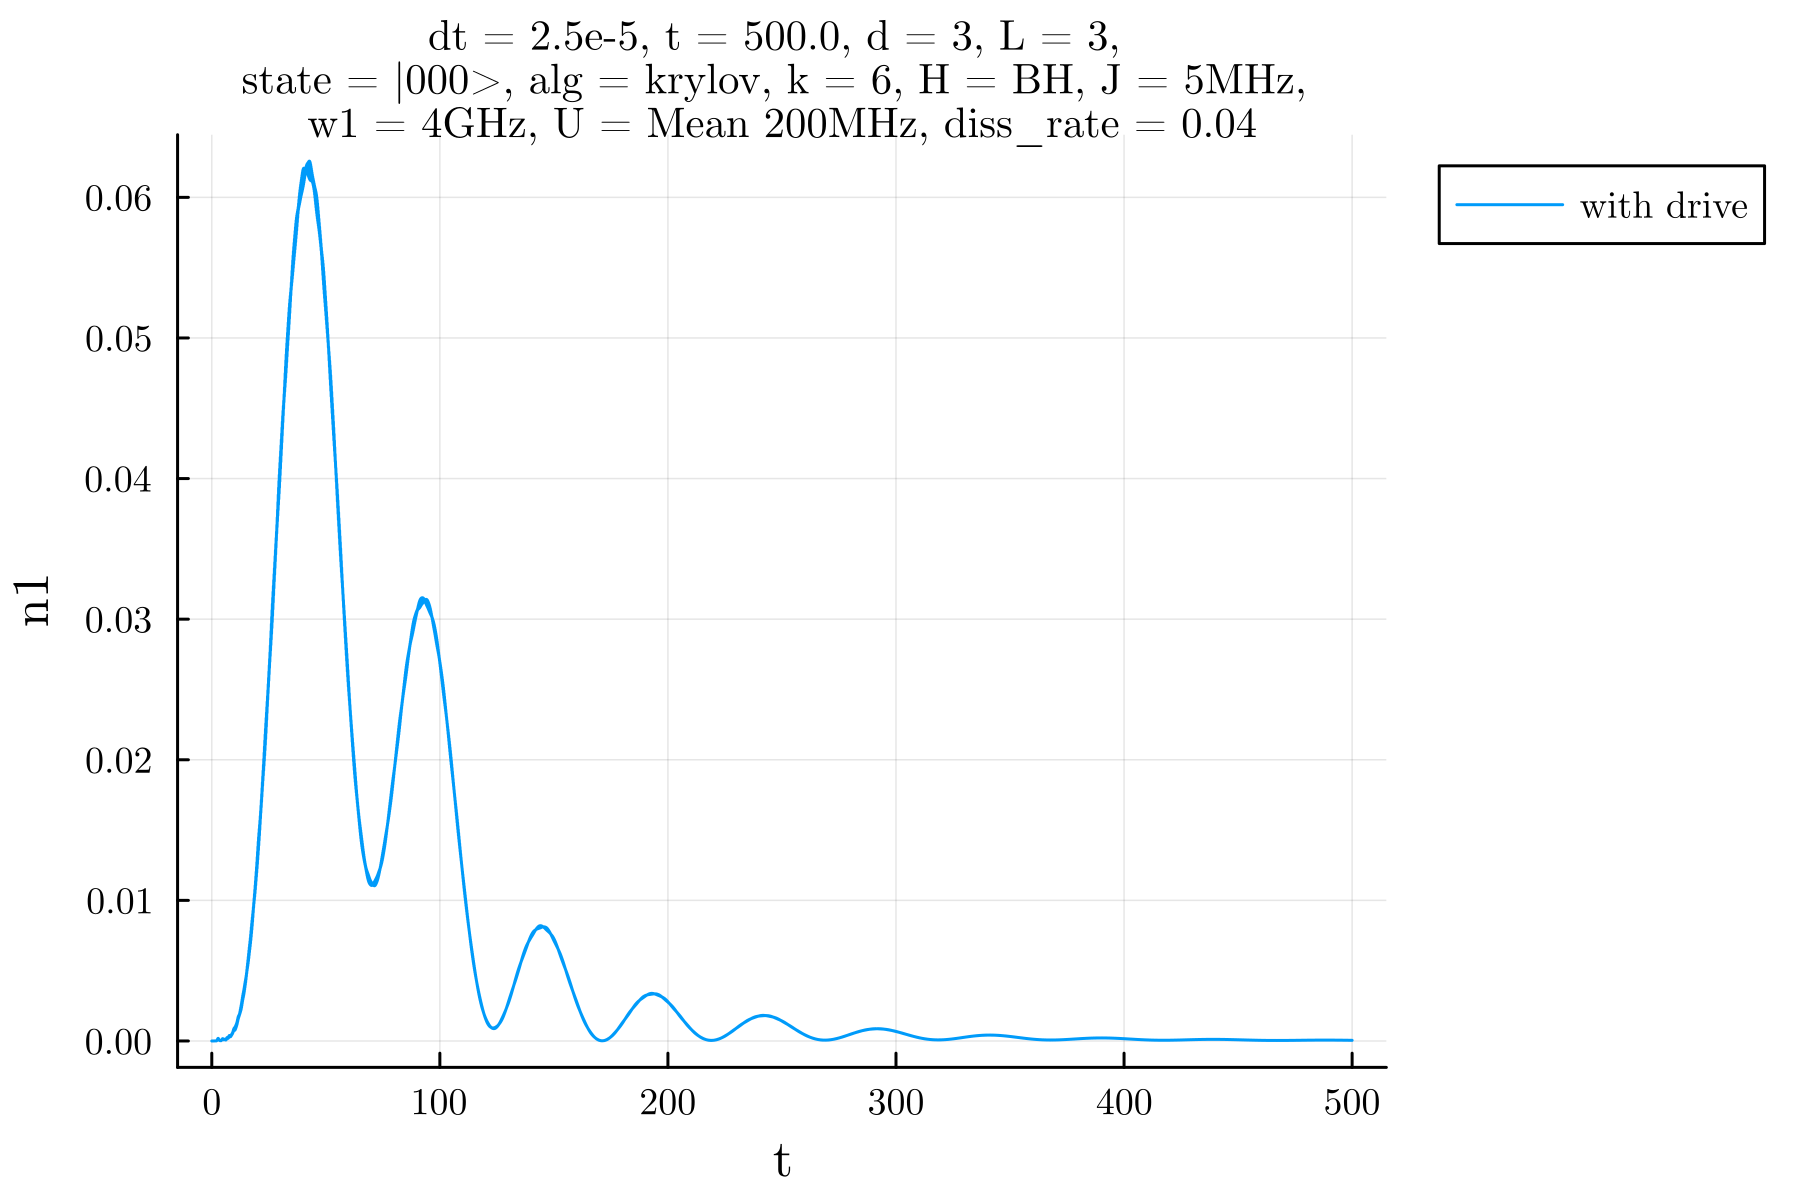 dt = 2.5e-5, t = 500.0, d = 3, L = 3,
state = |000>, alg = krylov, k = 6, H = BH, J = 5MHz,
w1 = 4GHz, U = Mean 200MHz, diss_rate = 0.04
with drive
0.06
0.05
0.04
0.03
0.02
0.01
0.00
n1
0 100 200 300 400 500
t